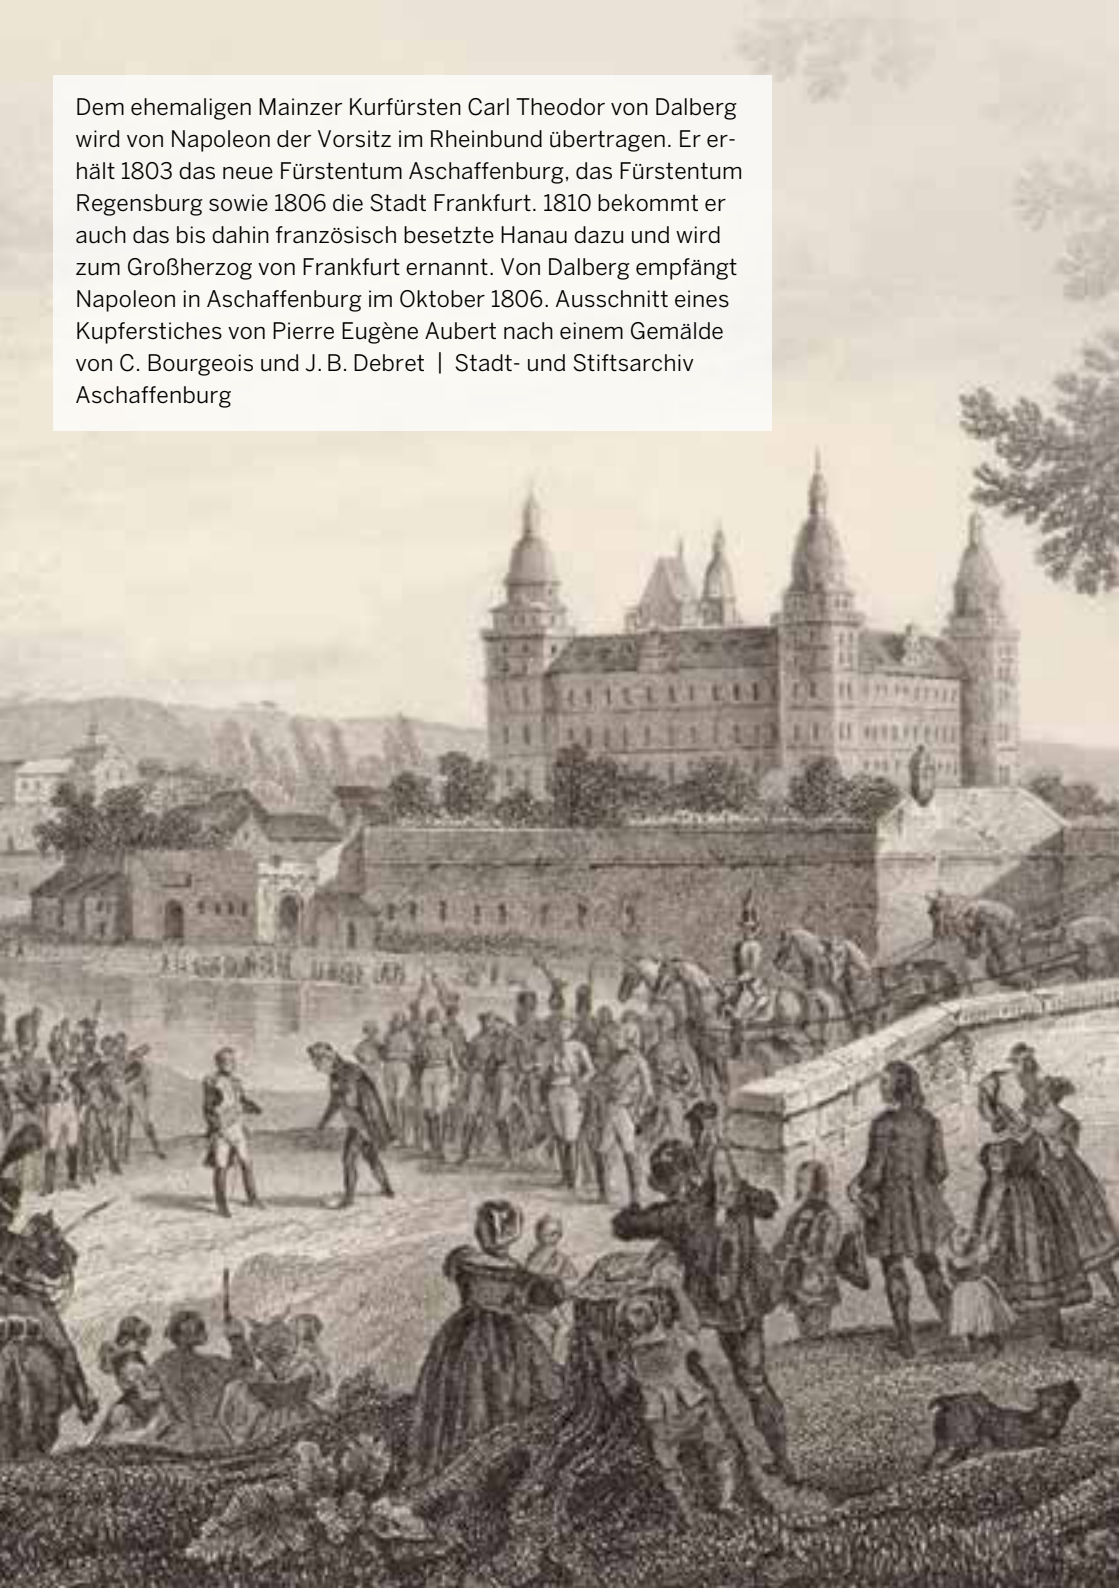 Dem ehemaligen Mainzer Kurfürsten Carl Theodor von Dalberg
wird von Napoleon der Vorsitz im Rheinbund übertragen. Er er-
hält 1803 das neue Fürstentum Aschaffenburg, das Fürstentum
Regensburg sowie 1806 die Stadt Frankfurt. 1810 bekommt er
auch das bis dahin französisch besetzte Hanau dazu und wird
zum Großherzog von Frankfurt ernannt. Von Dalberg empfängt
Napoleon in Aschaffenburg im Oktober 1806. Ausschnitt eines
Kupferstiches von Pierre Eugène Aubert nach einem Gemälde
von C. Bourgeois und J. B. Debret | Stadt- und Stiftsarchiv
Aschaffenburg